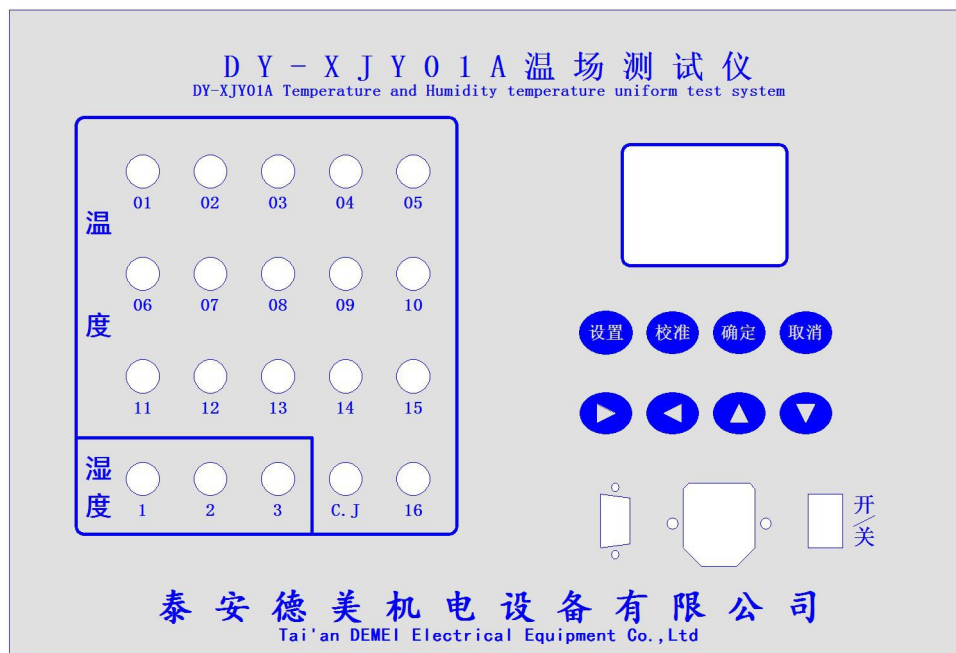 DY-XJY01A温场测试仪
DY-XJY01A Temperature and Humidity temperature uniform test system
01 02 03 04 05
温
06 07 08 09 10
度
设置 校准 确定 取消
11 12 13 14 15
湿
度
1 2 3 C.J 16
开/关
泰安德美机电设备有限公司
Tai'an DEMEI Electrical Equipment Co.,Ltd